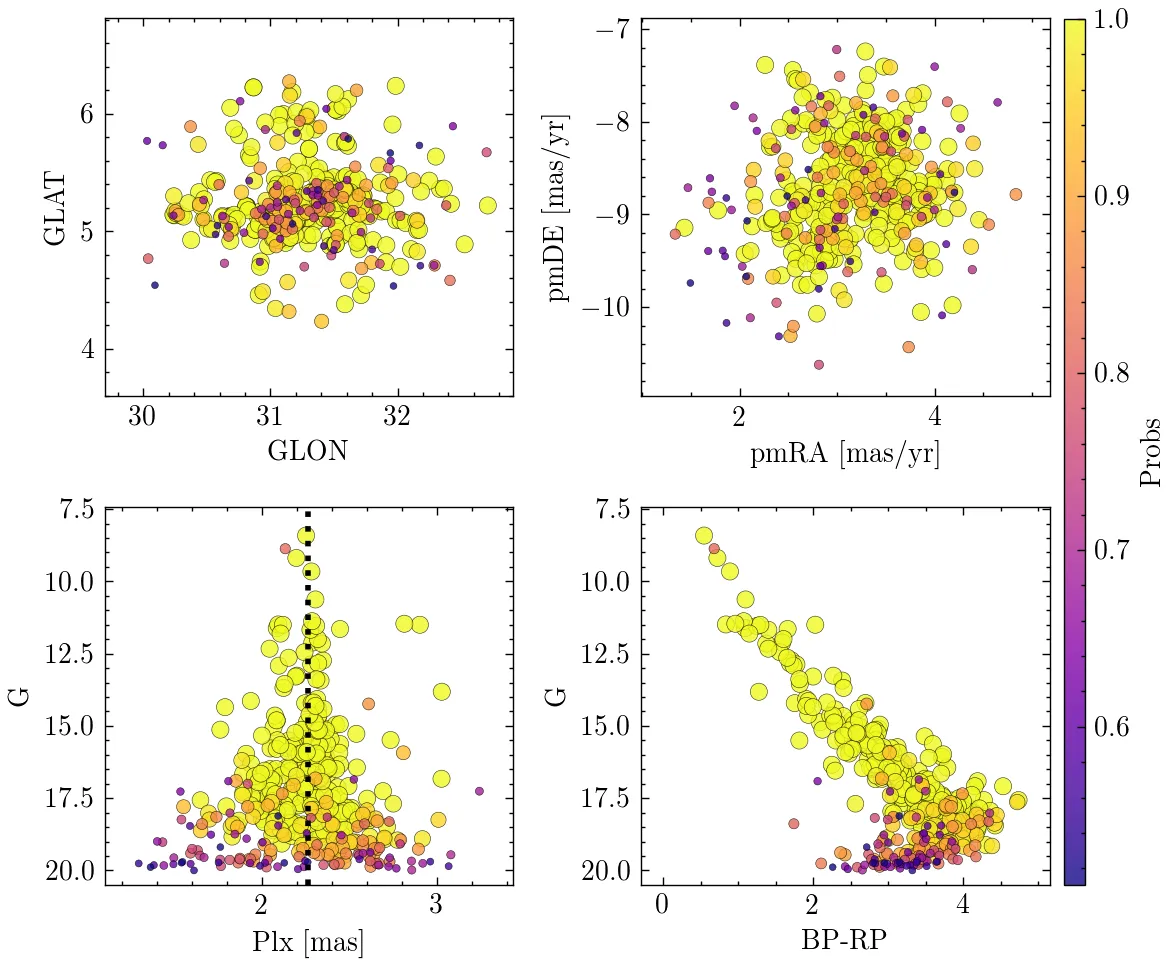 6
5
4
GLAT
30 31 32
GLON
−7
−8
−9
−10
pmDE [mas/yr]
2 4
pmRA [mas/yr]
7.5
10.0
12.5
15.0
17.5
20.0
G
2 3
Plx [mas]
7.5
10.0
12.5
15.0
17.5
20.0
G
0 2 4
BP-RP
1.0
0.9
0.8
0.7
0.6
Probs